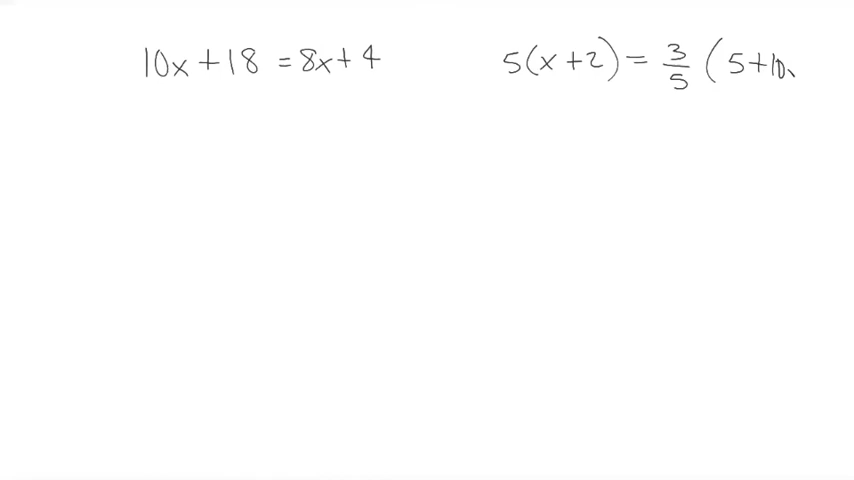 10x + 18 = 8x + 4
5(x + 2) = 3/5 (5 + 10